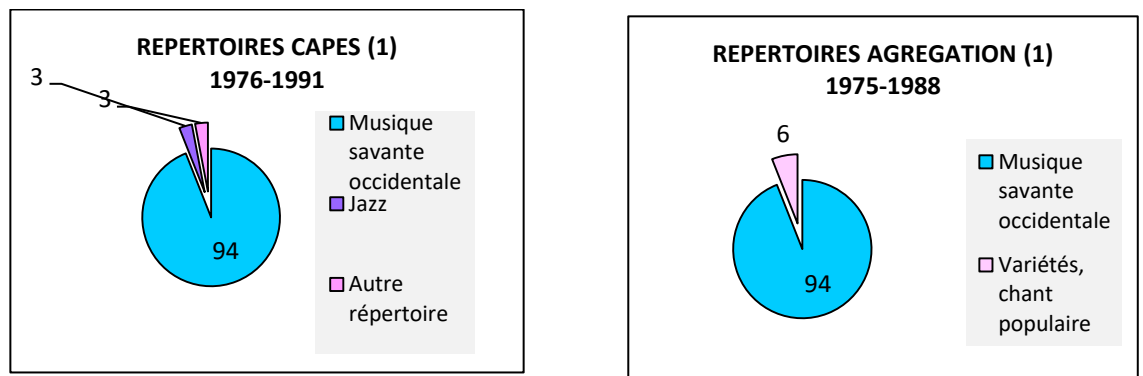 REPERTOIRES CAPES (1)
1976-1991
3
3
94
Musique
savante
occidentale
Jazz
Autre
répertoire
REPERTOIRES AGREGATION (1)
1975-1988
6
94
Musique
savante
occidentale
Variétés,
chant
populaire